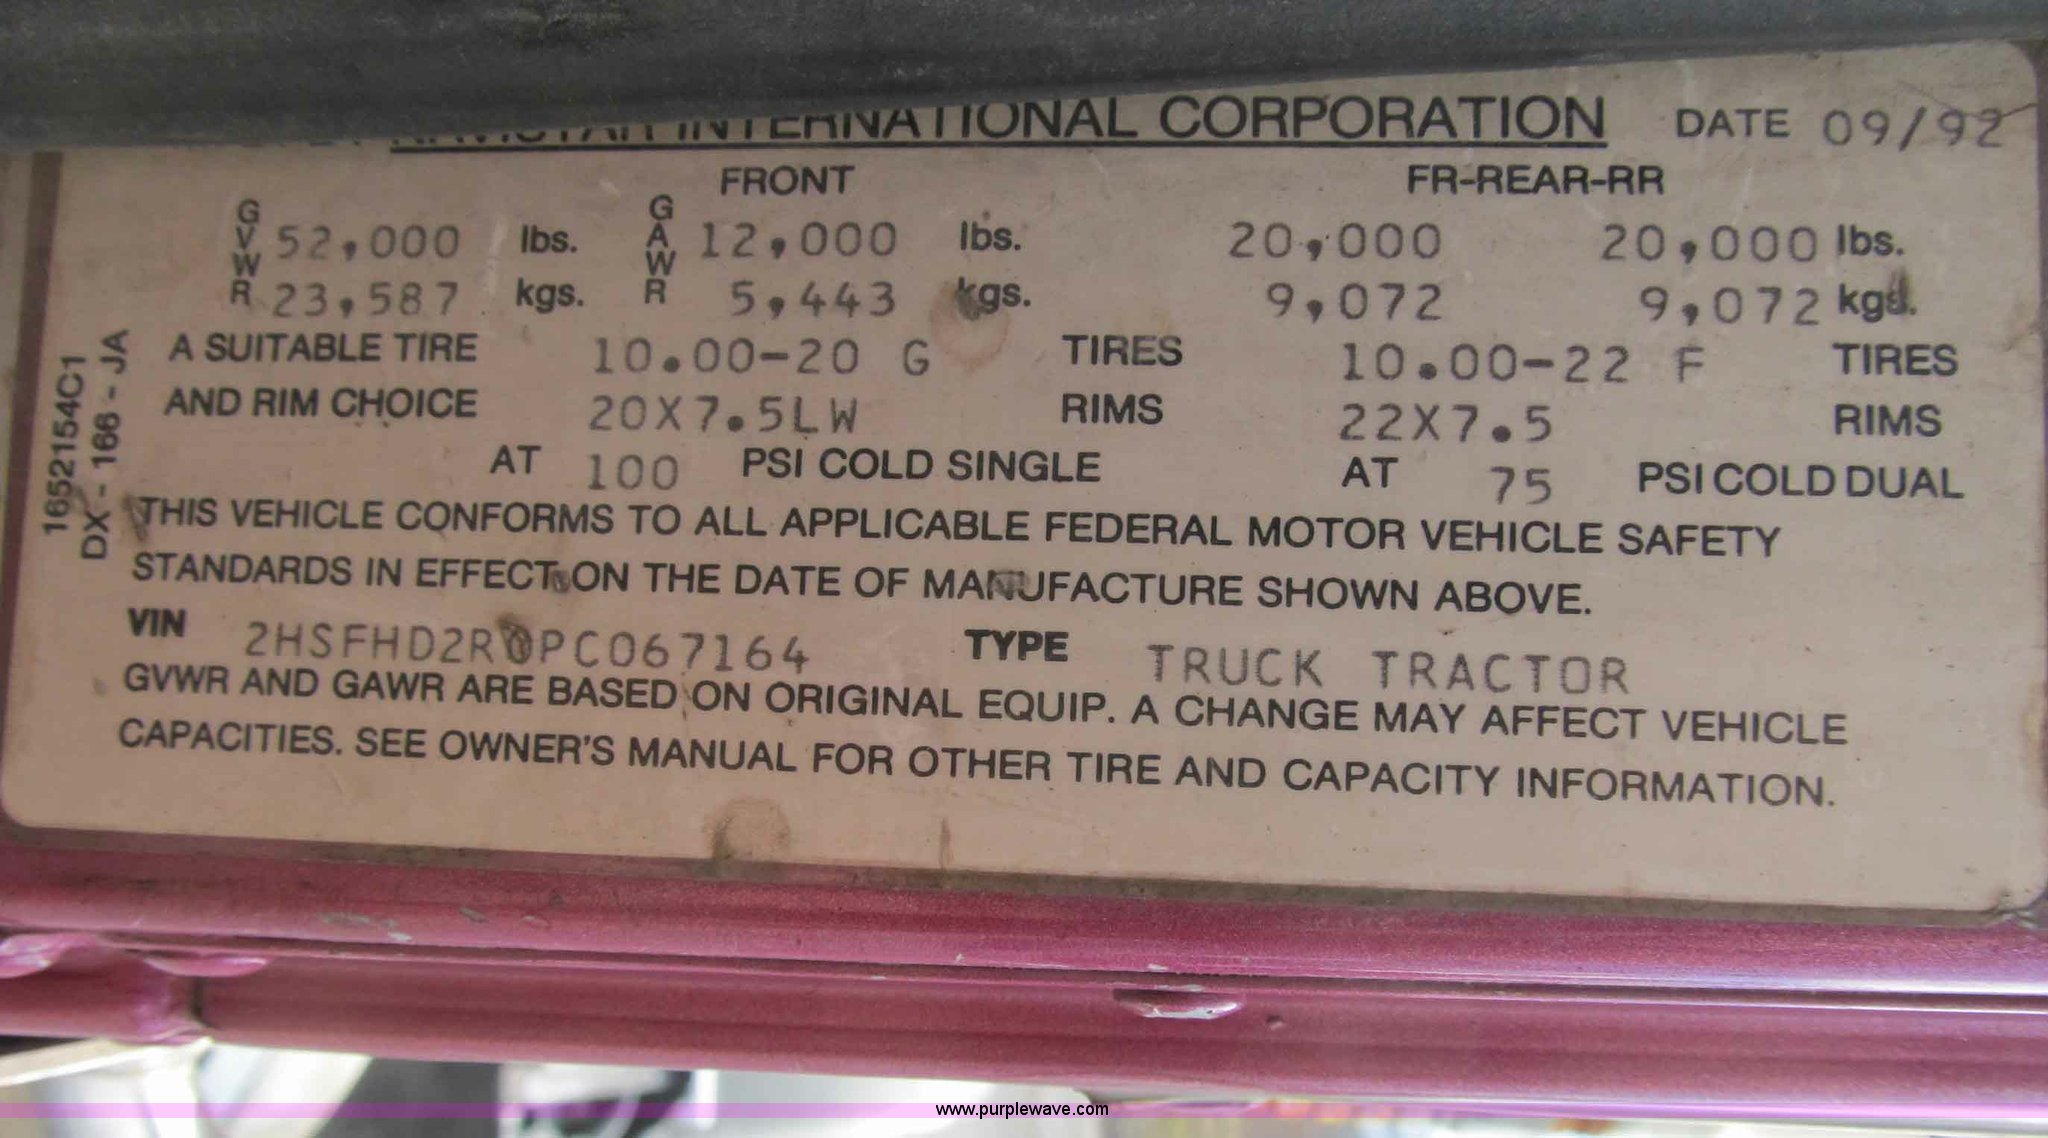 NAVISTAR INTERNATIONAL CORPORATION DATE 09/92
FRONT FR-REAR-RR
GVWR 52,000 lbs. GAWR 12,000 lbs. 20,000 20,000 lbs.
23,587 kgs. 5,443 kgs. 9,072 9,072 kgs.
A SUITABLE TIRE 10.00-20 G TIRES 10.00-22 F TIRES
AND RIM CHOICE 20X7.5LW RIMS 22X7.5 RIMS
AT 100 PSI COLD SINGLE AT 75 PSI COLD DUAL
THIS VEHICLE CONFORMS TO ALL APPLICABLE FEDERAL MOTOR VEHICLE SAFETY
STANDARDS IN EFFECT ON THE DATE OF MANUFACTURE SHOWN ABOVE.
VIN 2HSFHD2R0PC067164 TYPE TRUCK TRACTOR
GVWR AND GAWR ARE BASED ON ORIGINAL EQUIP. A CHANGE MAY AFFECT VEHICLE
CAPACITIES. SEE OWNER'S MANUAL FOR OTHER TIRE AND CAPACITY INFORMATION.
1652154C1
DX - 166 - JA
www.purplewave.com